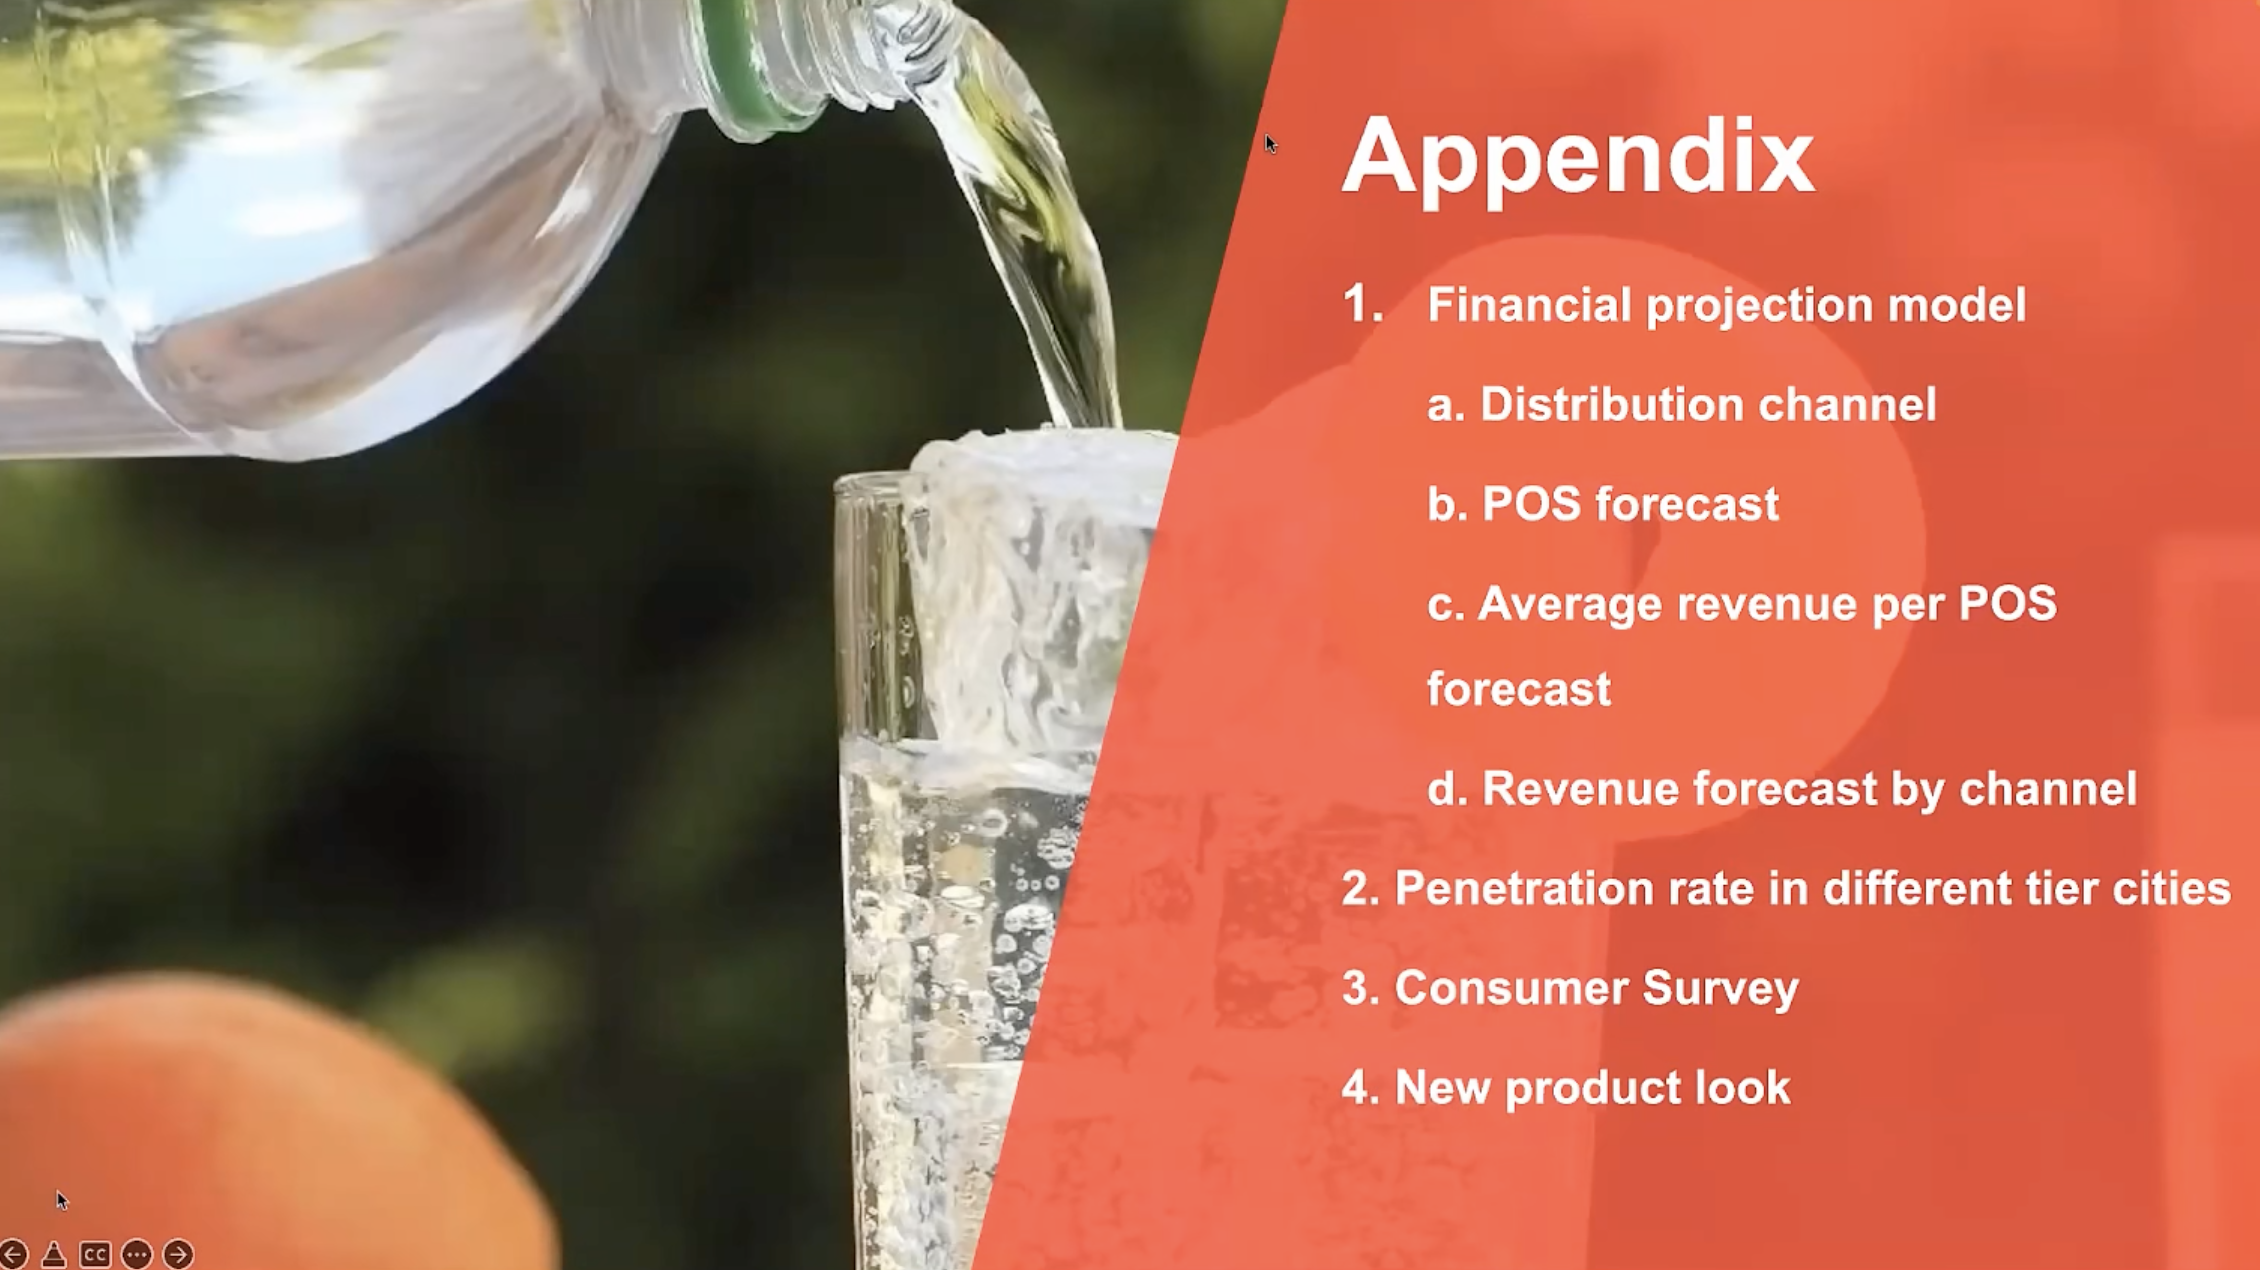 Appendix
1. Financial projection model
a. Distribution channel
b. POS forecast
c. Average revenue per POS
forecast
d. Revenue forecast by channel
2. Penetration rate in different tier cities
3. Consumer Survey
4. New product look
CC